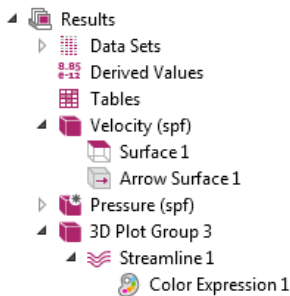 Results
Data Sets
8.85
e-12
Derived Values
Tables
Velocity (spf)
Surface 1
Arrow Surface 1
Pressure (spf)
3D Plot Group 3
Streamline 1
Color Expression 1